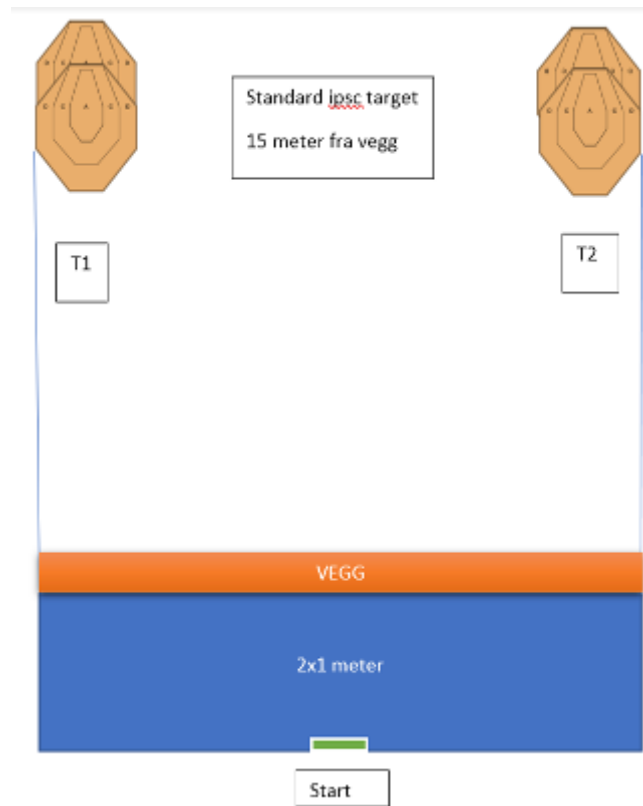 Standard ipsc target
15 meter fra vegg
T1
T2
VEGG
2x1 meter
Start